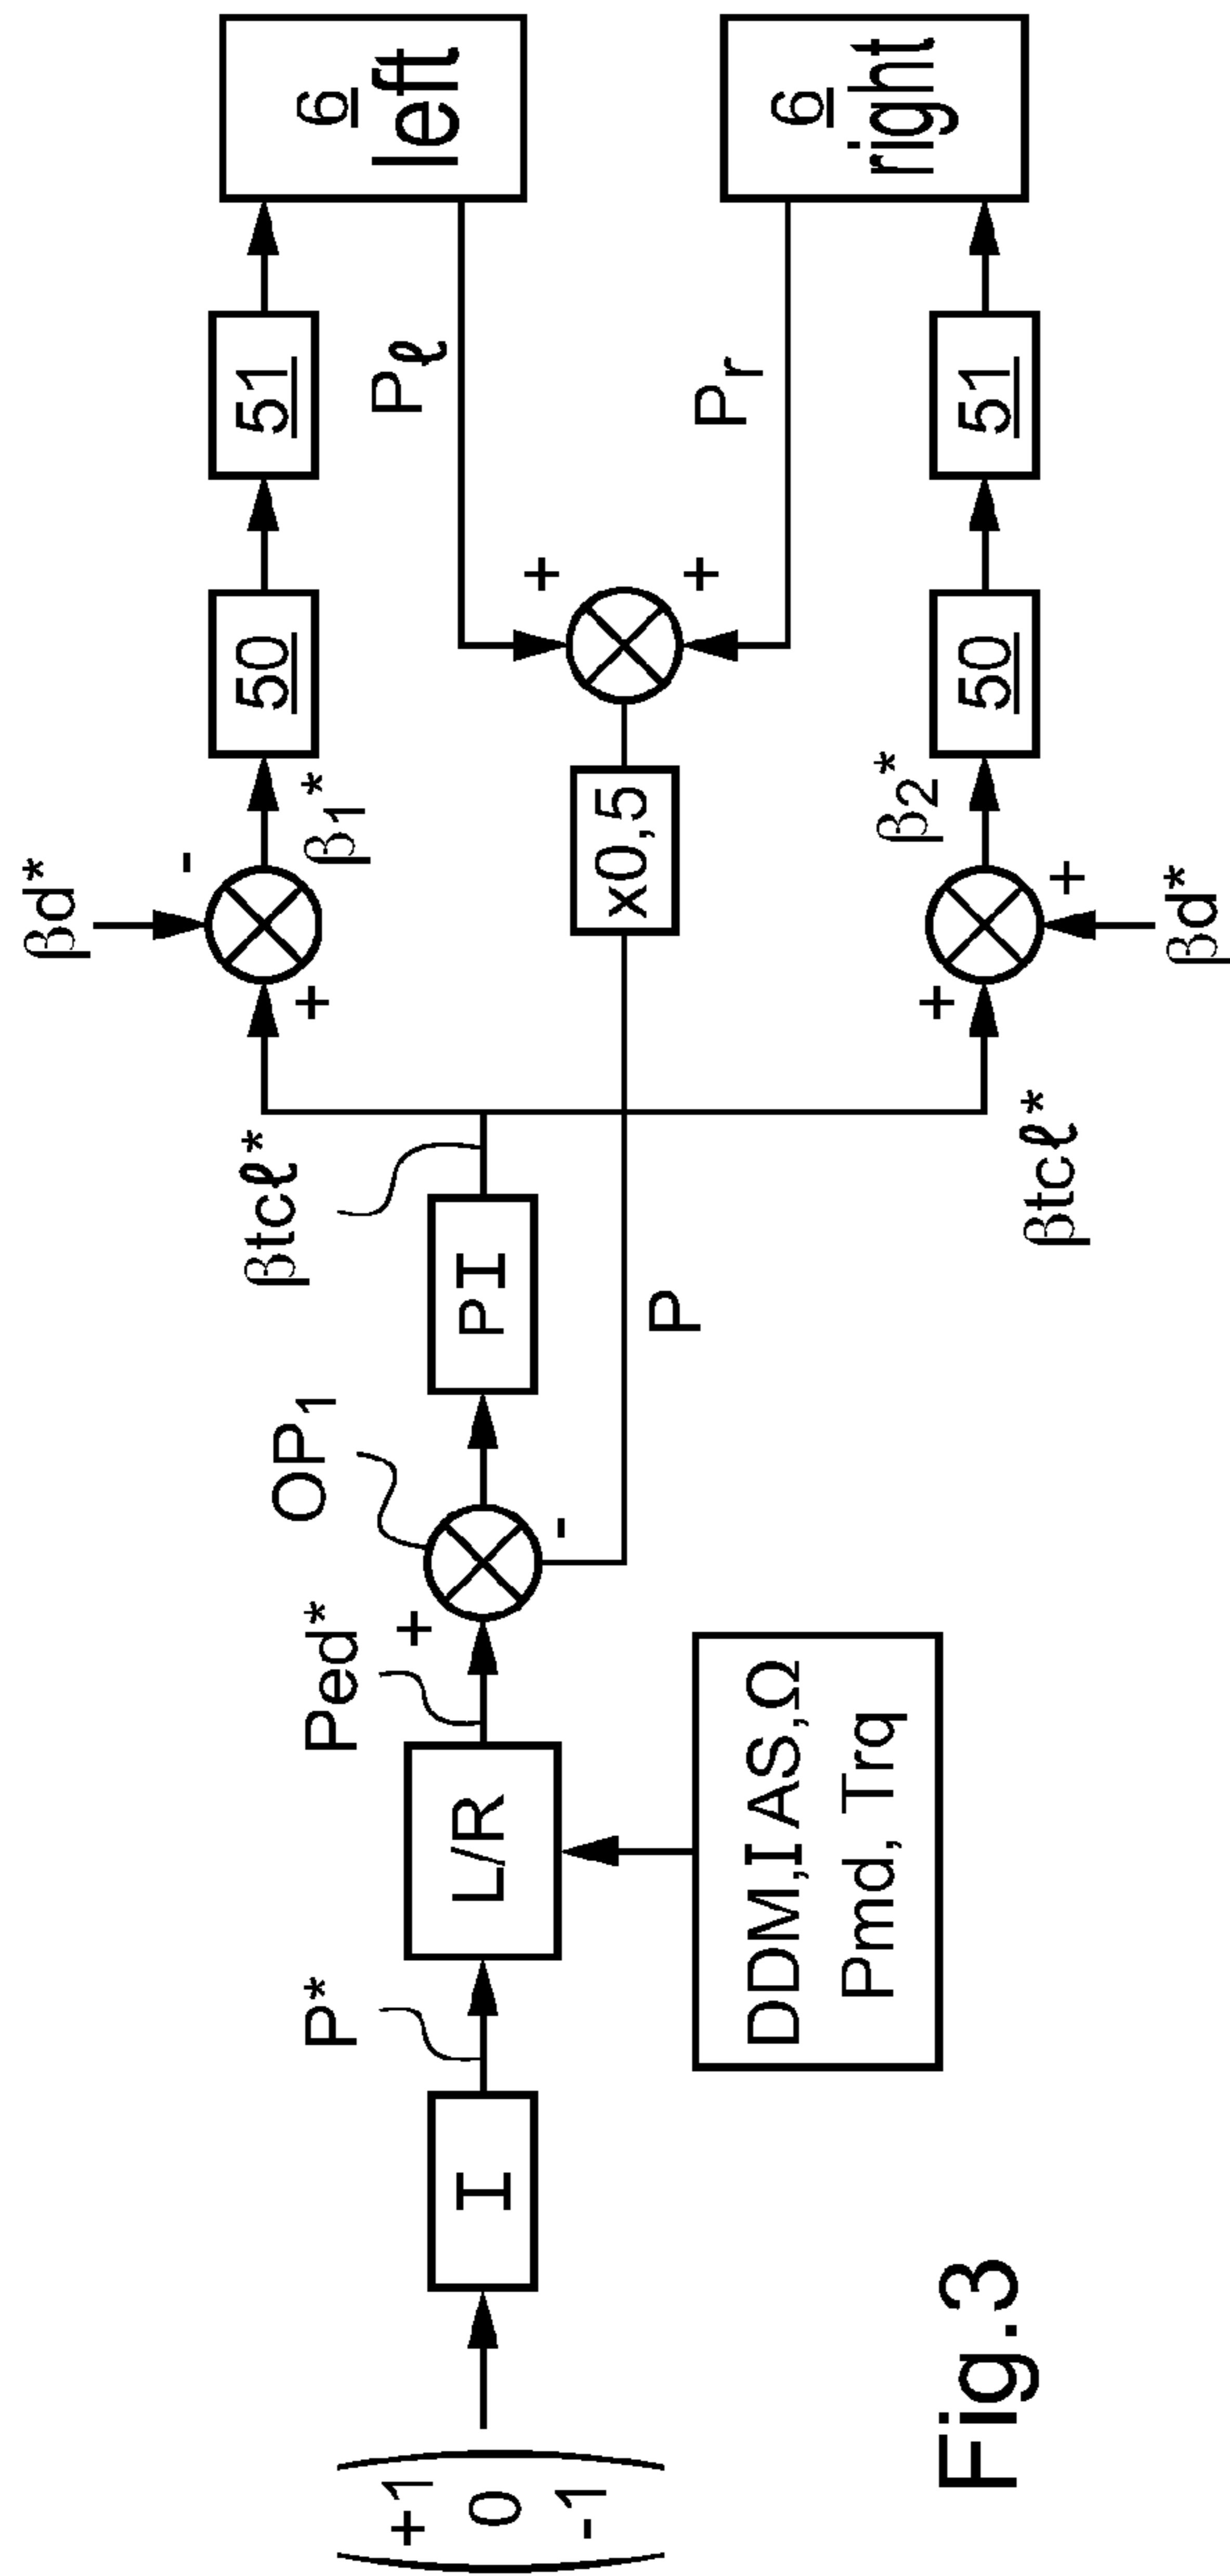 +1
0
-1
I
P*
L/R
DDM,IAS,Ω
Pmd, Trq
Ped*
OP1
PI
P
βtcℓ*
βtcℓ*
+
-
+
-
βd*
β1*
50
51
6
left
Pℓ
x0,5
+
+
Pr
+
+
βd*
β2*
50
51
6
right
Fig.3